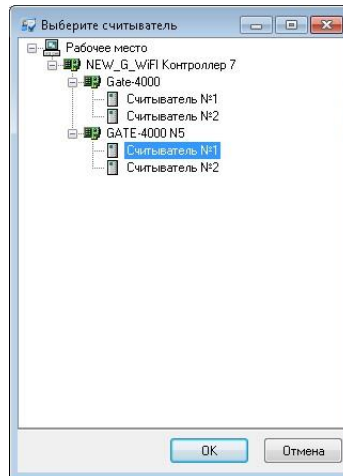 Выберите считыватель
Рабочее место
NEW_G_WiFI Контроллер 7
Gate-4000
Считыватель №1
Считыватель №2
GATE-4000 N5
Считыватель №1
Считыватель №2
OK
Отмена